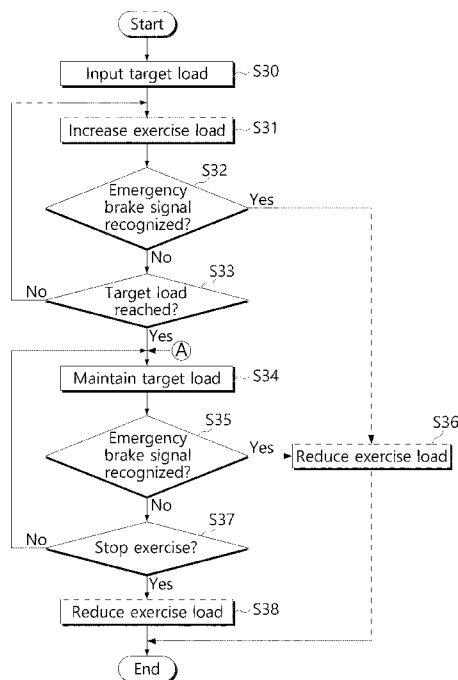 Start
Input target load
S30
Increase exercise load
S31
S32
Emergency
brake signal
recognized?
Yes
No
S33
No
Target load
reached?
Yes
A
Maintain target load
S34
S35
Emergency
brake signal
recognized?
Yes
S36
Reduce exercise load
No
S37
No
Stop exercise?
Yes
Reduce exercise load
S38
End